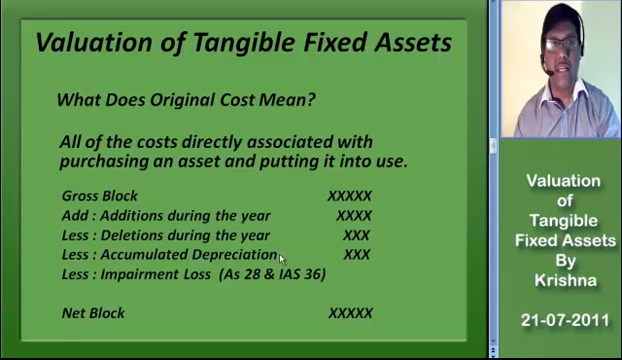 Valuation of Tangible Fixed Assets
What Does Original Cost Mean?
All of the costs directly associated with
purchasing an asset and putting it into use.
Gross Block XXXXX
Add : Additions during the year XXXX
Less : Deletions during the year XXX
Less : Accumulated Depreciation XXX
Less : Impairment Loss (As 28 & IAS 36)
Net Block XXXXX
Valuation
of
Tangible
Fixed Assets
By
Krishna
21-07-2011